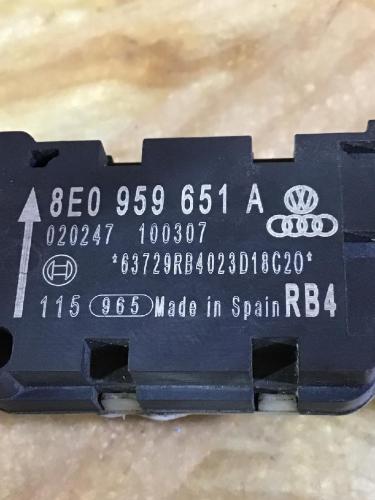 8E0 959 651 A
020247 100307
*63729RB4023D18C20*
115 965 Made in Spain RB4